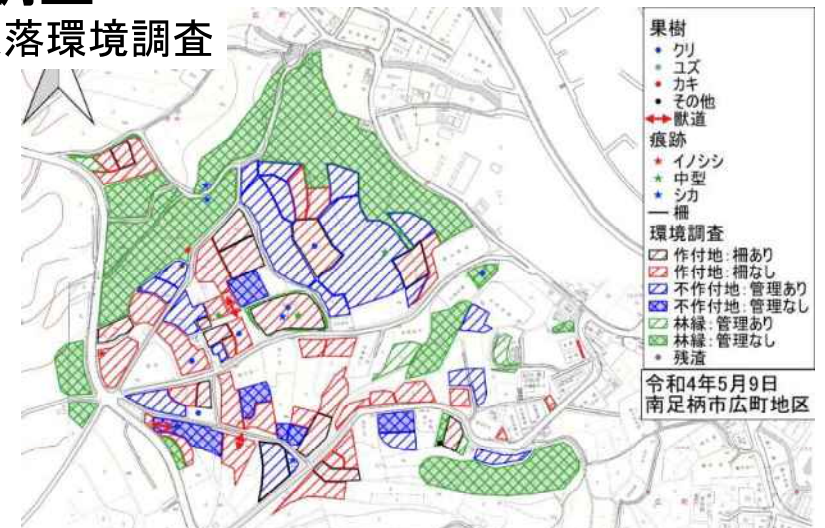 落環境調査
果樹
クリ
ユズ
カキ
その他
獣道
痕跡
イノシシ
中型
シカ
柵
環境調査
作付地:柵あり
作付地:柵なし
不作付地:管理あり
不作付地:管理なし
林縁:管理あり
林縁:管理なし
残渣
令和4年5月9日
南足柄市広町地区